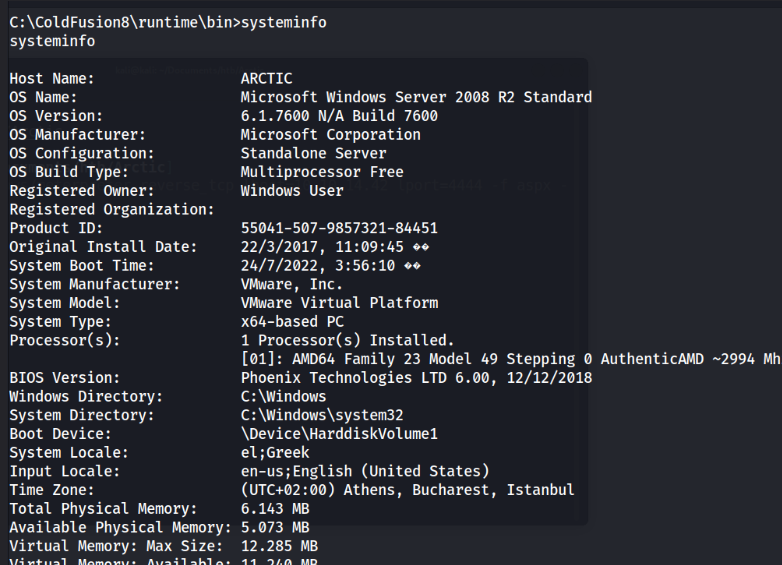 C:\ColdFusion8\runtime\bin>systeminfo
systeminfo
Host Name: ARCTIC
OS Name: Microsoft Windows Server 2008 R2 Standard
OS Version: 6.1.7600 N/A Build 7600
OS Manufacturer: Microsoft Corporation
OS Configuration: Standalone Server
OS Build Type: Multiprocessor Free
Registered Owner: Windows User
Registered Organization:
Product ID: 55041-507-9857321-84451
Original Install Date: 22/3/2017, 11:09:45 ��
System Boot Time: 24/7/2022, 3:56:10 ��
System Manufacturer: VMware, Inc.
System Model: VMware Virtual Platform
System Type: x64-based PC
Processor(s): 1 Processor(s) Installed.
[01]: AMD64 Family 23 Model 49 Stepping 0 AuthenticAMD ~2994 Mh
BIOS Version: Phoenix Technologies LTD 6.00, 12/12/2018
Windows Directory: C:\Windows
System Directory: C:\Windows\system32
Boot Device: \Device\HarddiskVolume1
System Locale: el;Greek
Input Locale: en-us;English (United States)
Time Zone: (UTC+02:00) Athens, Bucharest, Istanbul
Total Physical Memory: 6.143 MB
Available Physical Memory: 5.073 MB
Virtual Memory: Max Size: 12.285 MB
Virtual Memory: Available: 11.240 MB